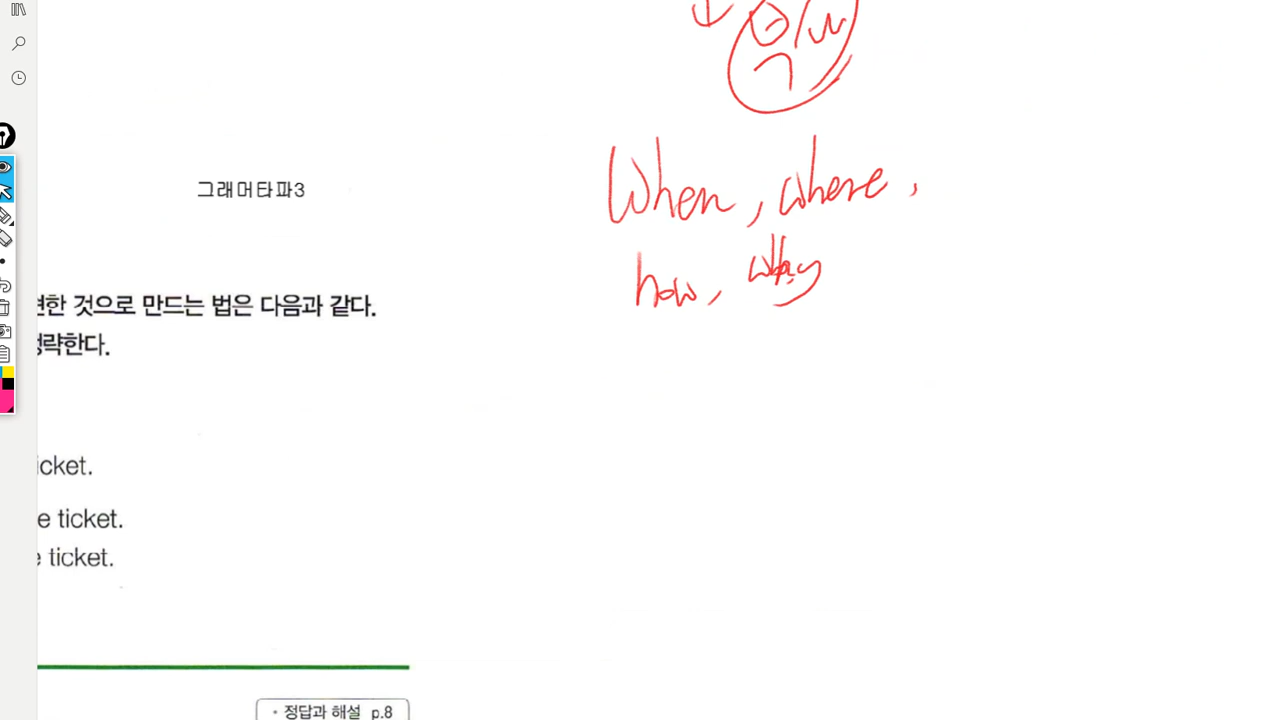 When, where,
그래머타파3
how, why
현한 것으로 만드는 법은 다음과 같다.
략한다.
icket.
e ticket.
e ticket.
• 정답과 해설 p.8